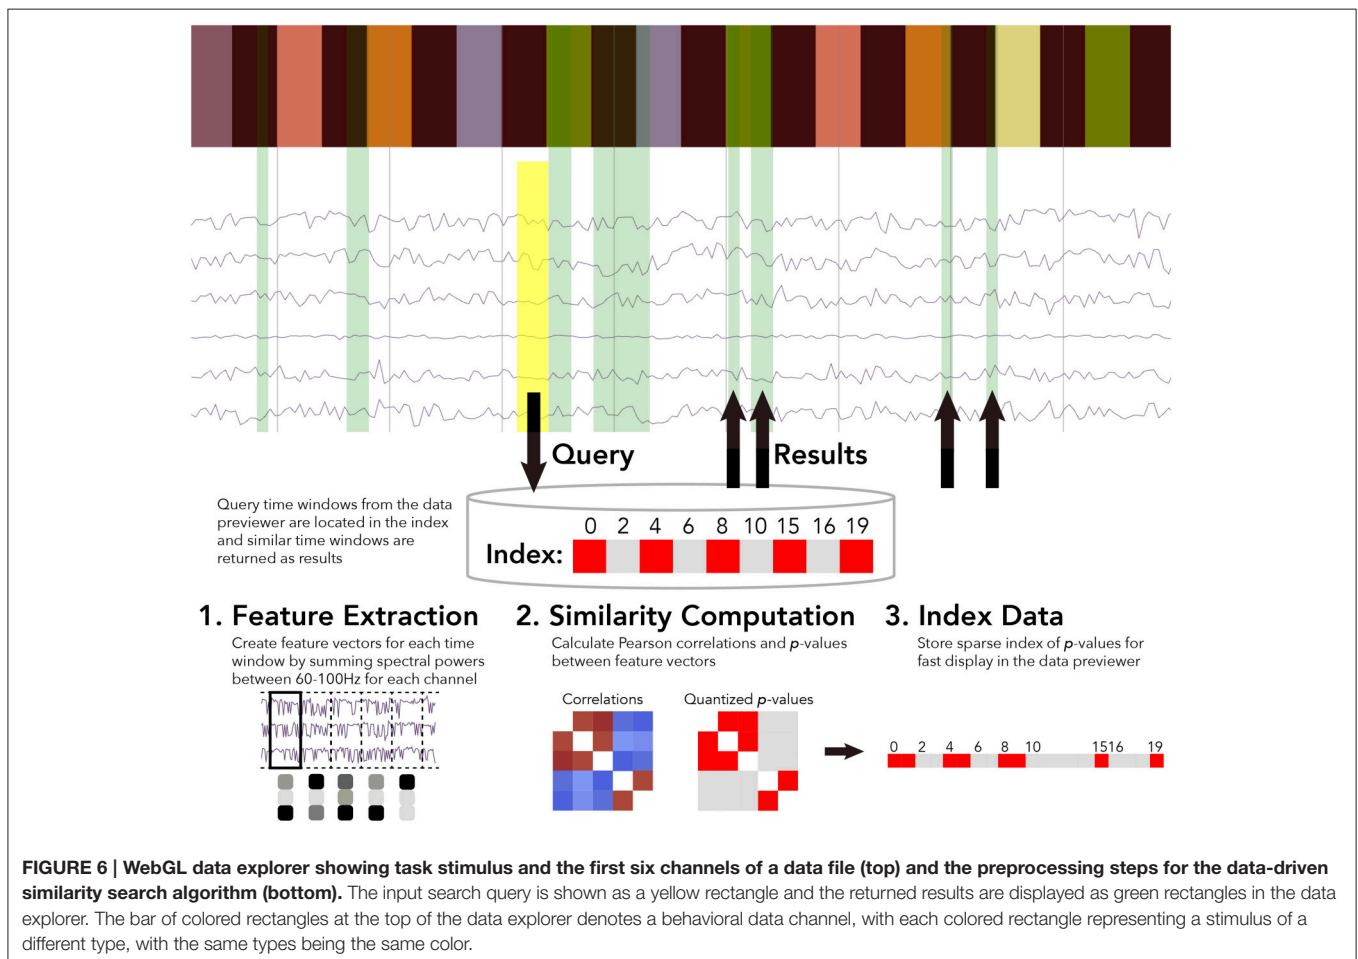 Query
Results
Query time windows from the data
previewer are located in the index
and similar time windows are
returned as results
0 2 4 6 8 10 15 16 19
Index:
1. Feature Extraction
Create feature vectors for each time
window by summing spectral powers
between 60-100Hz for each channel
2. Similarity Computation
Calculate Pearson correlations and p-values
between feature vectors
Correlations
Quantized p-values
3. Index Data
Store sparse index of p-values for
fast display in the data previewer
0 2 4 6 8 10 1516 19
FIGURE 6 | WebGL data explorer showing task stimulus and the first six channels of a data file (top) and the preprocessing steps for the data-driven
similarity search algorithm (bottom). The input search query is shown as a yellow rectangle and the returned results are displayed as green rectangles in the data
explorer. The bar of colored rectangles at the top of the data explorer denotes a behavioral data channel, with each colored rectangle representing a stimulus of a
different type, with the same types being the same color.